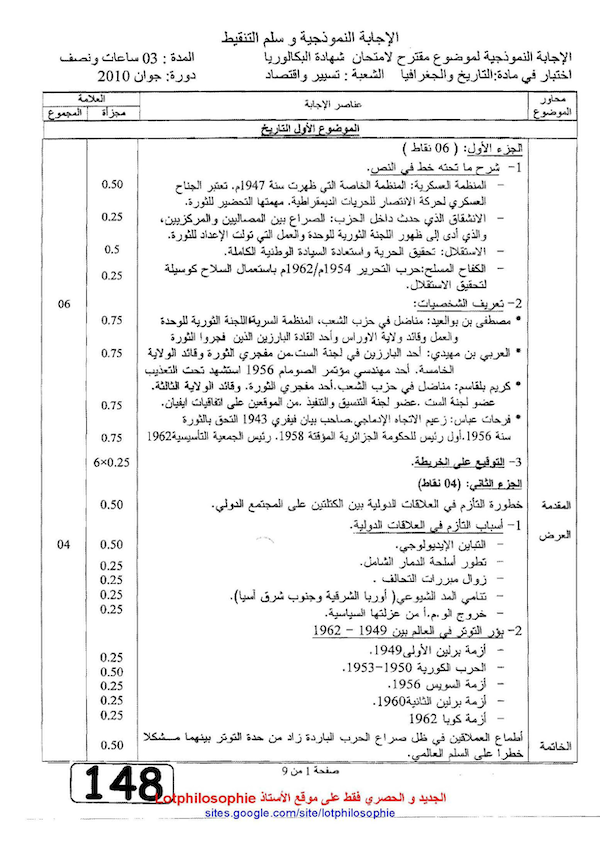 الإجابة النموذجية و سلم التنقيط
الإجابة النموذجية لموضوع مقترح لامتحان شهادة البكالوريا المدة : 03 ساعات ونصف
اختبار في مادة:التاريخ والجغرافيا الشعبة : تسيير واقتصاد دورة: جوان 2010
محاور الموضوع عناصر الإجابة العلامة
مجزأة المجموع
الموضوع الأول التاريخ
الجزء الأول: ( 06 نقاط )
1- شرح ما تحته خط في النص.
– المنظمة العسكرية: المنظمة الخاصة التي ظهرت سنة 1947م. تعتبر الجناح 0.50
العسكري لحركة الانتصار للحريات الديمقراطية. مهمتها التحضير للثورة.
– الانشقاق الذي حدث داخل الحزب: الصراع بين المصاليين والمركزيين، 0.25
والذي أدى إلى ظهور اللجنة الثورية للوحدة والعمل التي تولت الإعداد للثورة.
– الاستقلال: تحقيق الحرية واستعادة السيادة الوطنية الكاملة. 0.5
– الكفاح المسلح:حرب التحرير 1954م/1962م باستعمال السلاح كوسيلة 0.25
لتحقيق الاستقلال.
2- تعريف الشخصيات: 06
• مصطفى بن بوالعيد: مناضل في حزب الشعب، المنظمة السرية،اللجنة الثورية للوحدة 0.75
والعمل وقائد ولاية الاوراس وأحد القادة البارزين الذين فجروا الثورة
• العربي بن مهيدي: أحد البارزين في لجنة الست.من مفجري الثورة وقائد الولاية 0.75
الخامسة. أحد مهندسي مؤتمر الصومام 1956 استشهد تحت التعذيب
• كريم بلقاسم: مناضل في حزب الشعب.أحد مفجري الثورة. وقائد الولاية الثالثة.
عضو لجنة الست .عضو لجنة التنسيق والتنفيذ .من الموقعين على اتفاقيات ايفيان. 0.75
• فرحات عباس: زعيم الاتجاه الإدماجي.صاحب بيان فيفري 1943 التحق بالثورة
سنة 1956.أول رئيس للحكومة الجزائرية المؤقتة 1958. رئيس الجمعية التأسيسية1962 0.75
3- التوقيع على الخريطة. 6×0.25
الجزء الثاني: (04 نقاط)
المقدمة خطورة التأزم في العلاقات الدولية بين الكتلتين على المجتمع الدولي. 0.50
العرض 1- أسباب التأزم في العلاقات الدولية:
– التباين الإيديولوجي. 0.50 04
– تطور أسلحة الدمار الشامل. 0.25
– زوال مبررات التحالف . 0.25
– تنامي المد الشيوعي( أوربا الشرقية وجنوب شرق آسيا). 0.25
– خروج الو.م.أ من عزلتها السياسية. 0.25
2- بؤر التوتر في العالم بين 1949 – 1962
– أزمة برلين الأولى1949. 0.25
– الحرب الكورية 1950-1953. 0.50
– أزمة السويس 1956. 0.25
– أزمة برلين الثانية1960. 0.25
– أزمة كوبا 1962 0.25
الخاتمة أطماع العملاقين في ظل صراع الحرب الباردة زاد من حدة التوتر بينهما مشكلا 0.50
خطرا على السلم العالمي.
صفحة 1 من 9
148
الجديد و الحصري فقط على موقع الأستاذ Lotphilosophie
sites.google.com/site/lotphilosophie